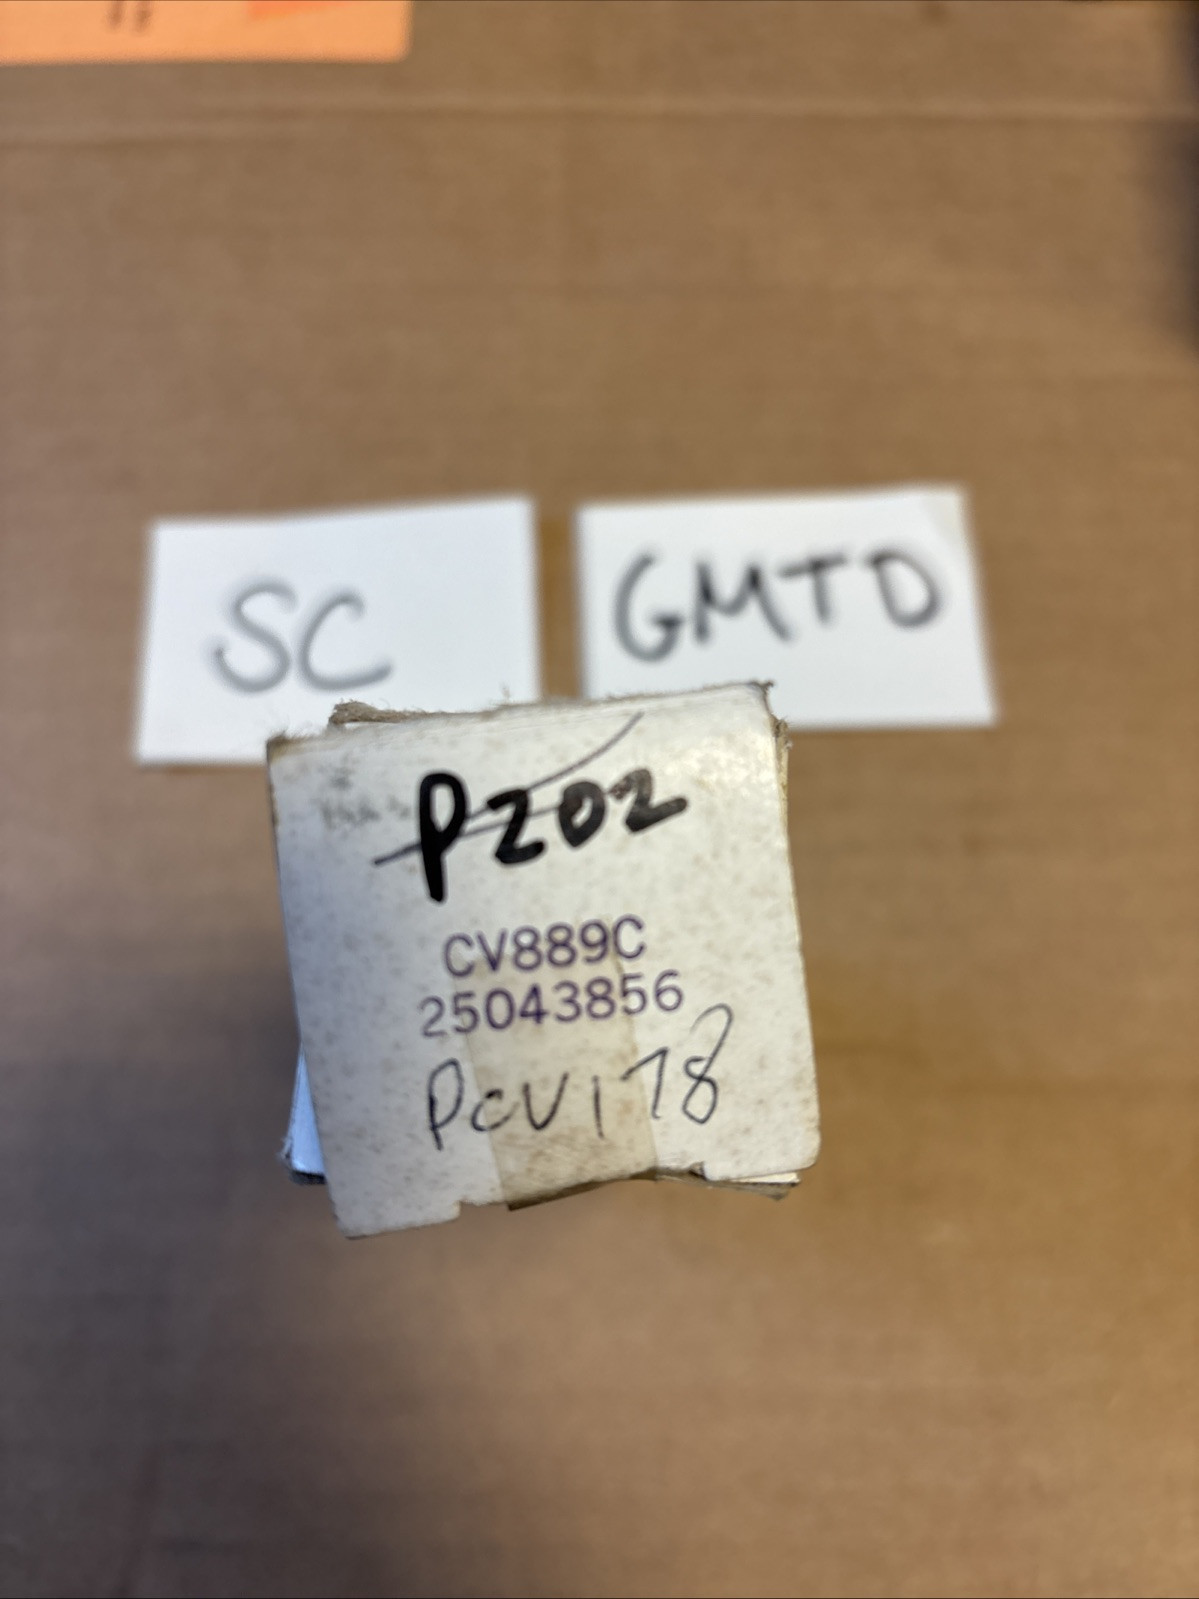 SC
GMTD
P202
CV889C
25043856
PCV178